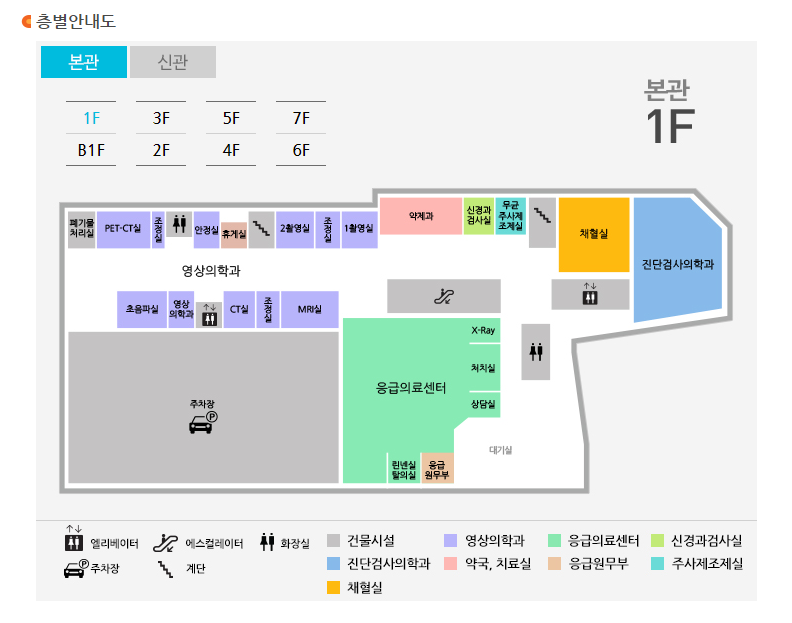 층별안내도
본관
신관
1F
3F
5F
7F
B1F
2F
4F
6F
본관
1F
폐기물
처리실
PET-CT실
조정실
안정실
휴게실
2촬영실
조정실
1촬영실
약제과
신경과
검사실
무균
주사제
조제실
채혈실
진단검사의학과
영상의학과
초음파실
영상
의학과
CT실
조정실
MRI실
X-Ray
처치실
상담실
응급의료센터
주차장
P
대기실
린넨실
탈의실
응급
원무부
엘리베이터
에스컬레이터
화장실
건물시설
영상의학과
응급의료센터
신경과검사실
P
주차장
계단
진단검사의학과
약국, 치료실
응급원무부
주사제조제실
채혈실